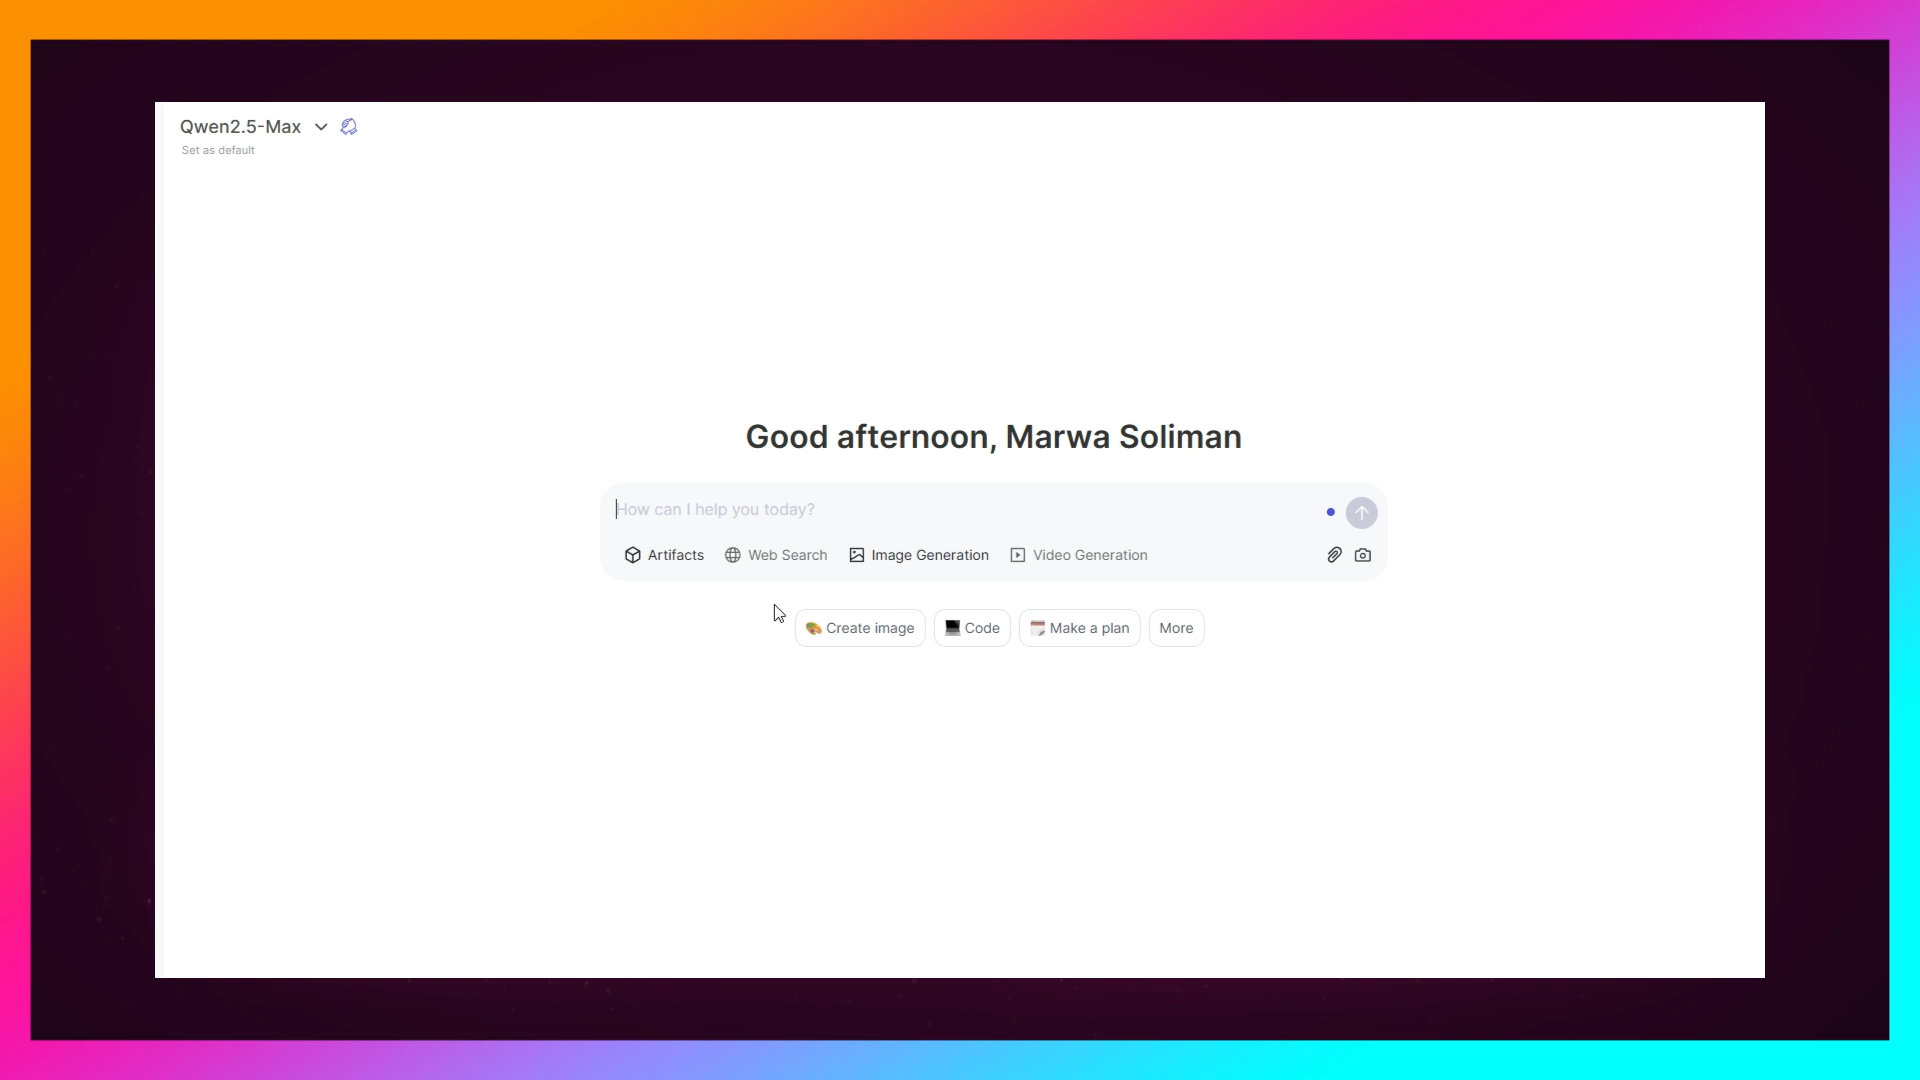 Qwen2.5-Max
Set as default
Good afternoon, Marwa Soliman
How can I help you today?
Artifacts Web Search Image Generation Video Generation
Create image Code Make a plan More